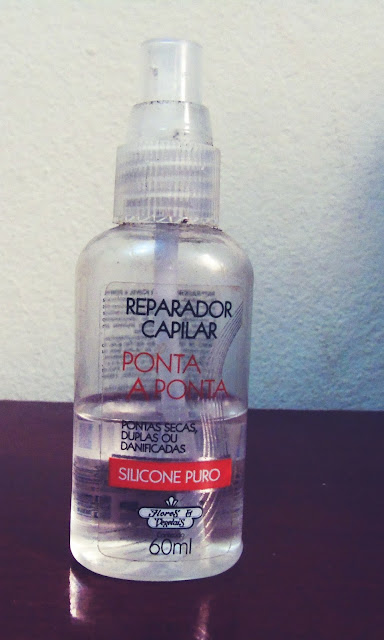 REPARADOR
CAPILAR
PONTA
A PONTA
PONTAS SECAS,
DUPLAS OU
DANIFICADAS
SILICONE PURO
Flores &
Vegetais
60ml